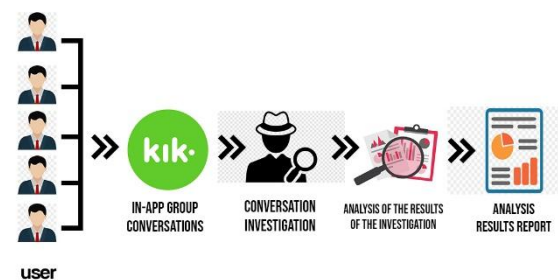 kik·
IN-APP GROUP
CONVERSATIONS
CONVERSATION
INVESTIGATION
ANALYSIS OF THE RESULTS
OF THE INVESTIGATION
ANALYSIS
RESULTS REPORT
user